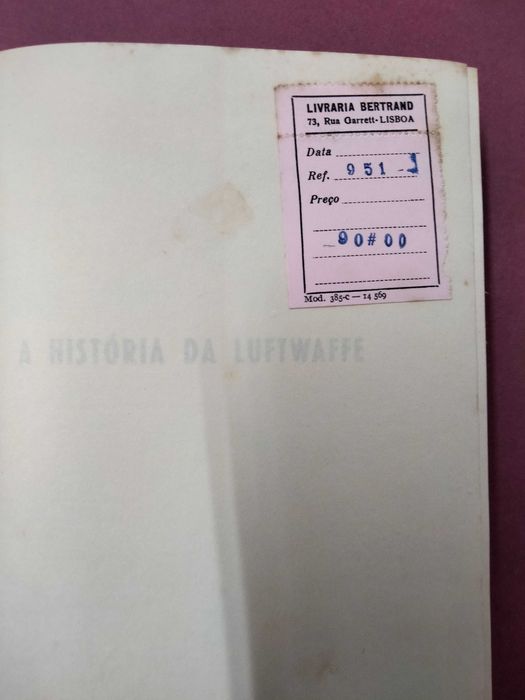 LIVRARIA BERTRAND
73, Rua Garrett-LISBOA
Data
Ref. 951-J
Preço
90#00
Mod. 385-c — 14 569
A HISTÓRIA DA LUFTWAFFE